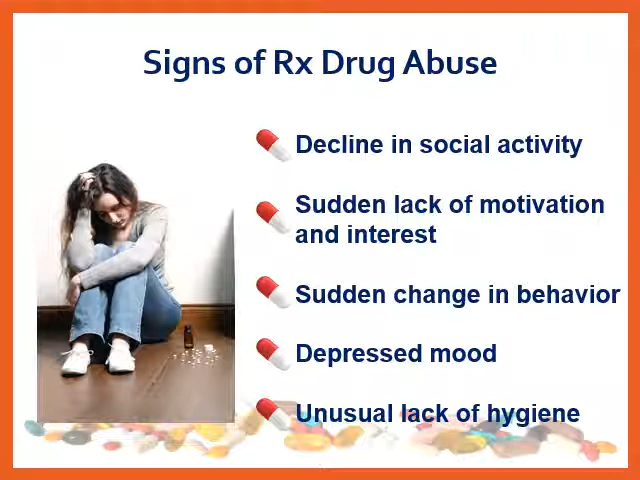 Signs of Rx Drug Abuse
Decline in social activity
Sudden lack of motivation
and interest
Sudden change in behavior
Depressed mood
Unusual lack of hygiene